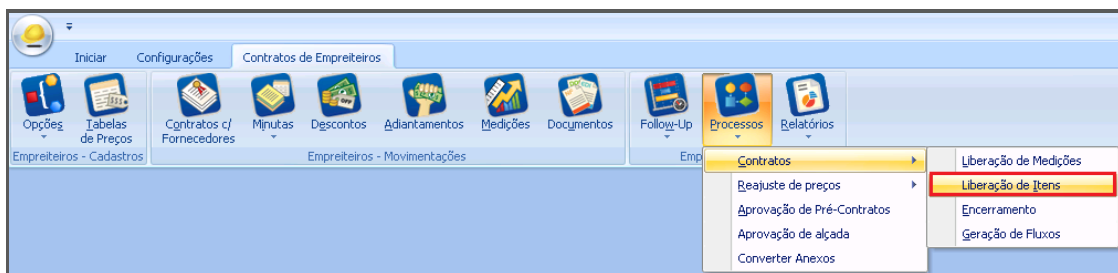 Iniciar Configurações Contratos de Empreiteiros
Opções Tabelas de Preços Contratos c/ Fornecedores Minutas Descontos Adiantamentos Medições Documentos Follow-Up Processos Relatórios
Empreiteiros - Cadastros Empreiteiros - Movimentações Emp
Contratos Liberação de Medições
Reajuste de preços Liberação de Itens
Aprovação de Pré-Contratos Encerramento
Aprovação de alçada Geração de Fluxos
Converter Anexos